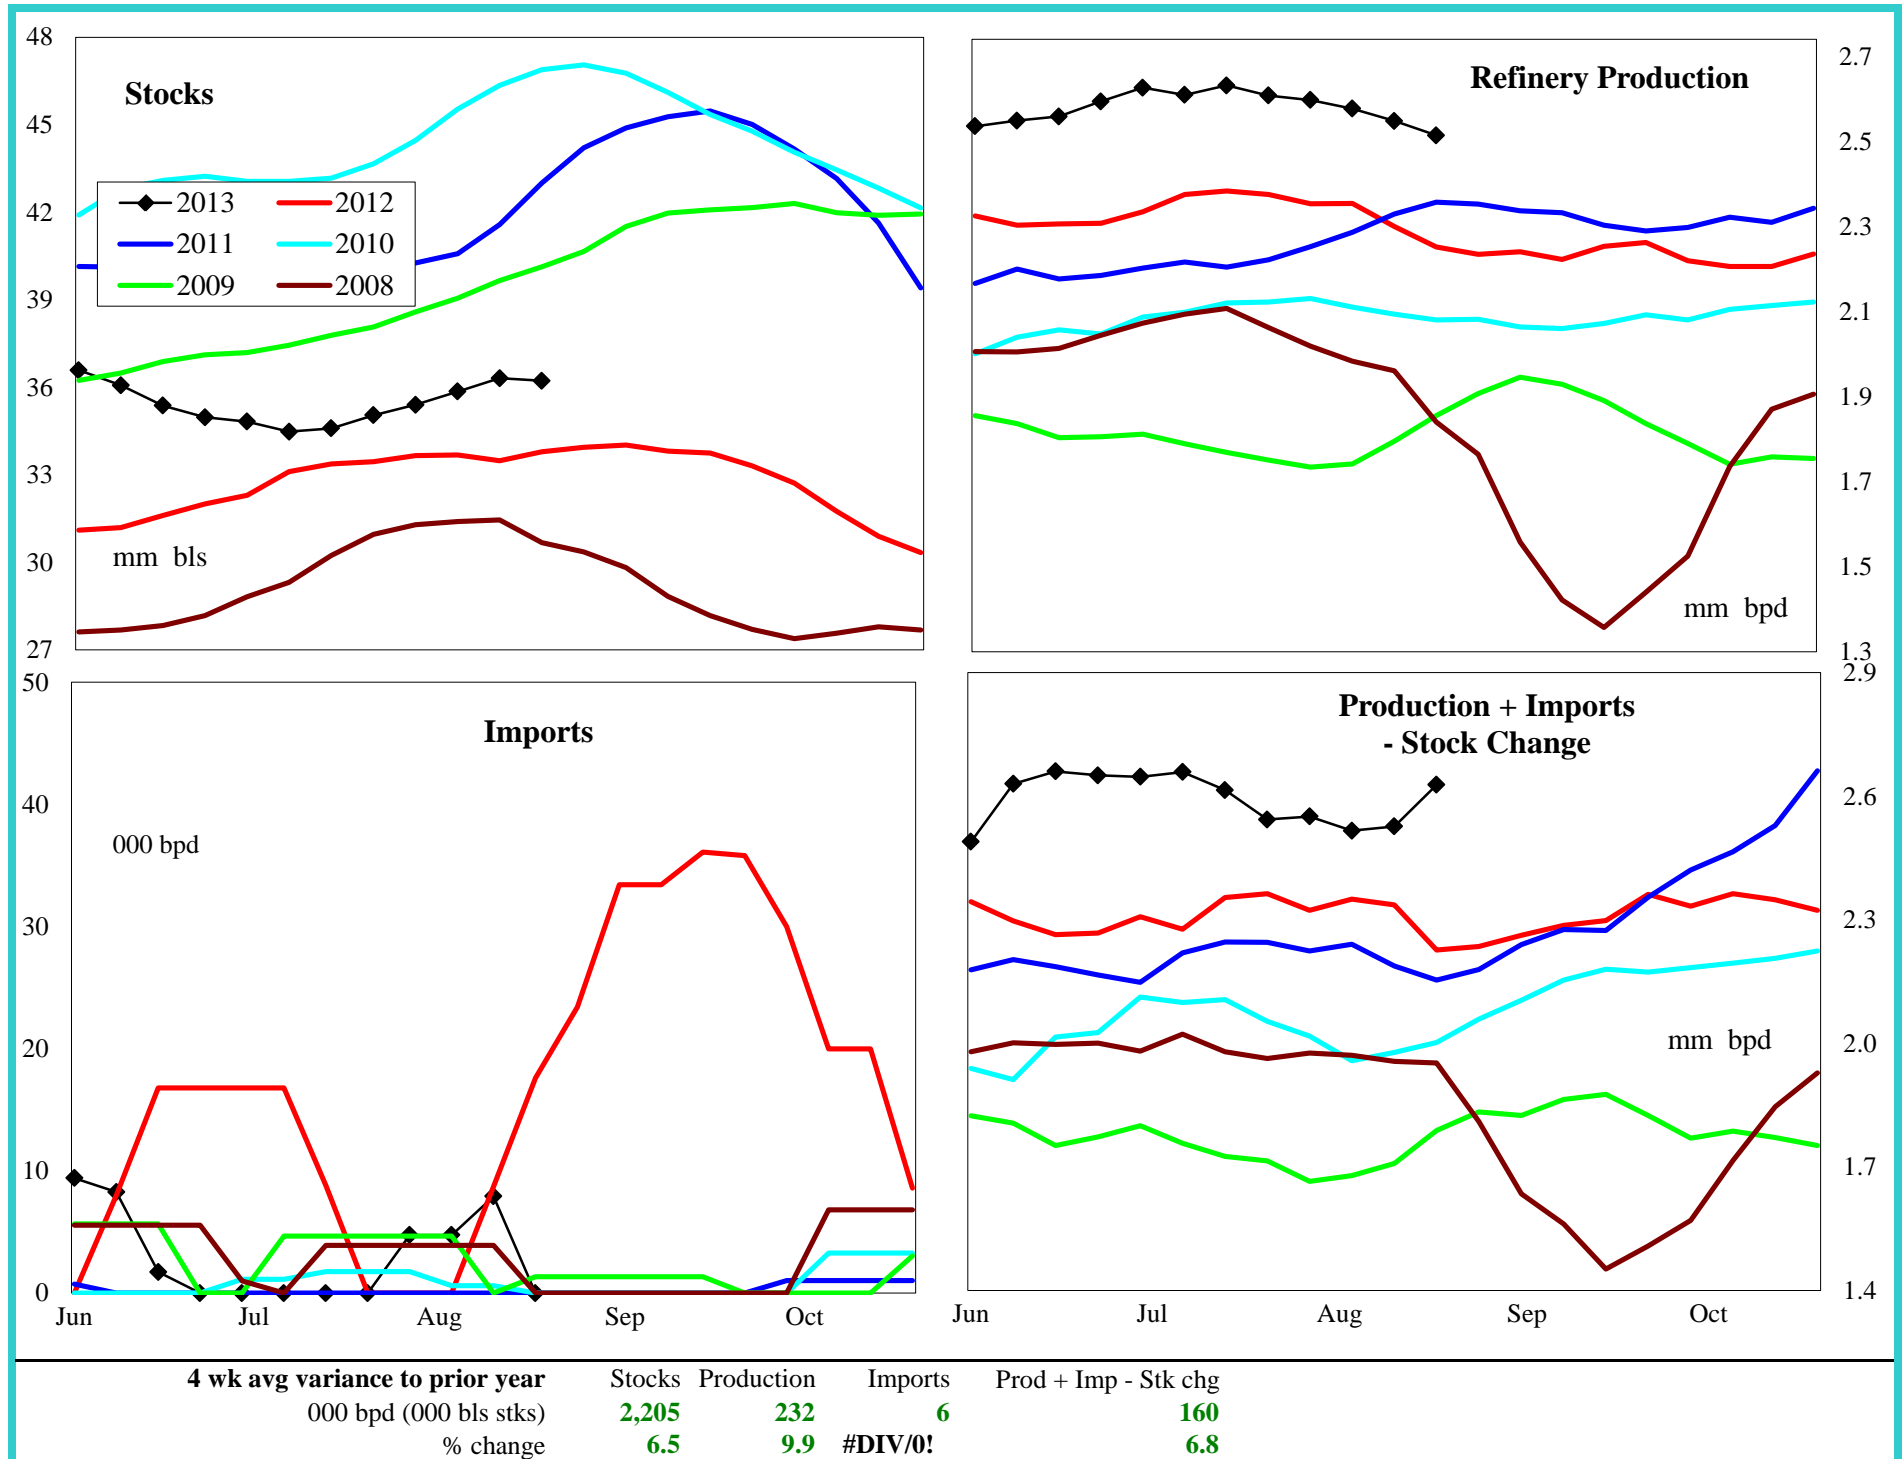 Stocks
48
45
42
39
36
33
30
27
2013
2012
2011
2010
2009
2008
mm bls
Refinery Production
2.7
2.5
2.3
2.1
1.9
1.7
1.5
1.3
mm bpd
Imports
50
40
30
20
10
0
000 bpd
Jun Jul Aug Sep Oct
Production + Imports
- Stock Change
2.9
2.6
2.3
2.0
1.7
1.4
mm bpd
Jun Jul Aug Sep Oct
4 wk avg variance to prior year Stocks Production Imports Prod + Imp - Stk chg
000 bpd (000 bls stks) 2,205 232 6 160
% change 6.5 9.9 #DIV/0! 6.8